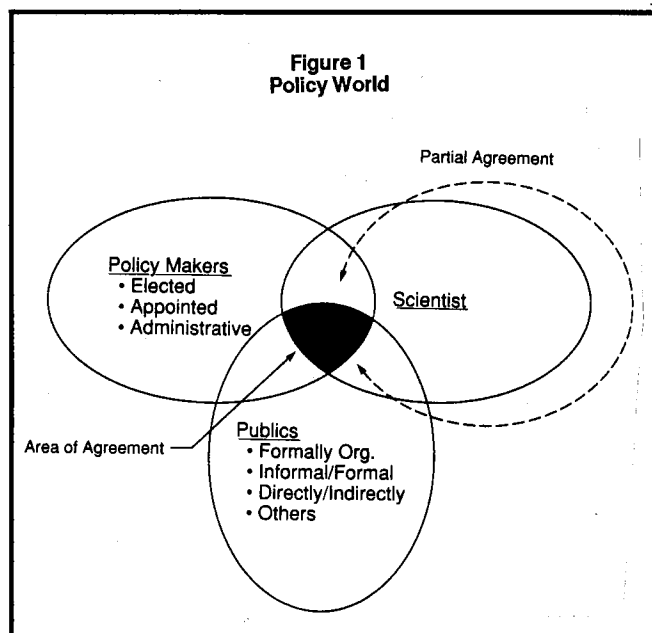 Figure 1
Policy World
Partial Agreement
Policy Makers
• Elected
• Appointed
• Administrative
Scientist
Area of Agreement
Publics
• Formally Org.
• Informal/Formal
• Directly/Indirectly
• Others